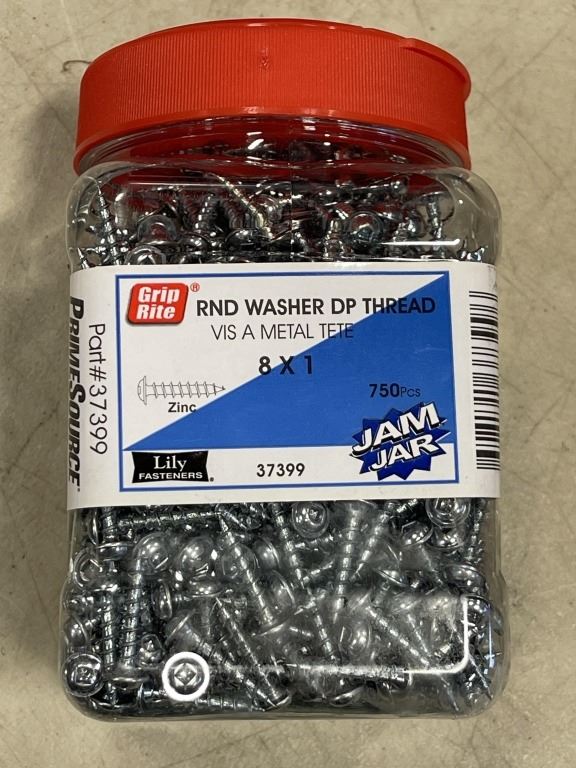 Grip
Rite®
RND WASHER DP THREAD
VIS A METAL TETE
8 X 1
750Pcs
Zinc
JAM
JAR
Lily
FASTENERS
37399
Part#37399
PRIMESOURCE